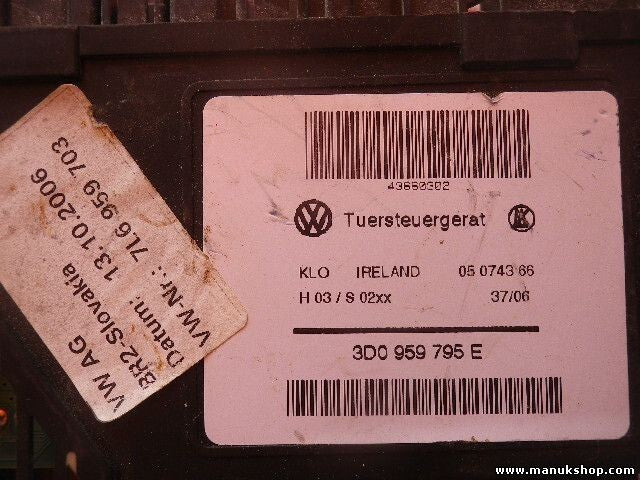 VW AG
BR2-Slovakia
Datum: 13.10.2006
VW-Nr.: 7L6 959 703
43660302
Tuersteuergerat
KLO IRELAND 05 0743 66
H 03 / S 02xx 37/06
3D0 959 795 E
www.manukshop.com